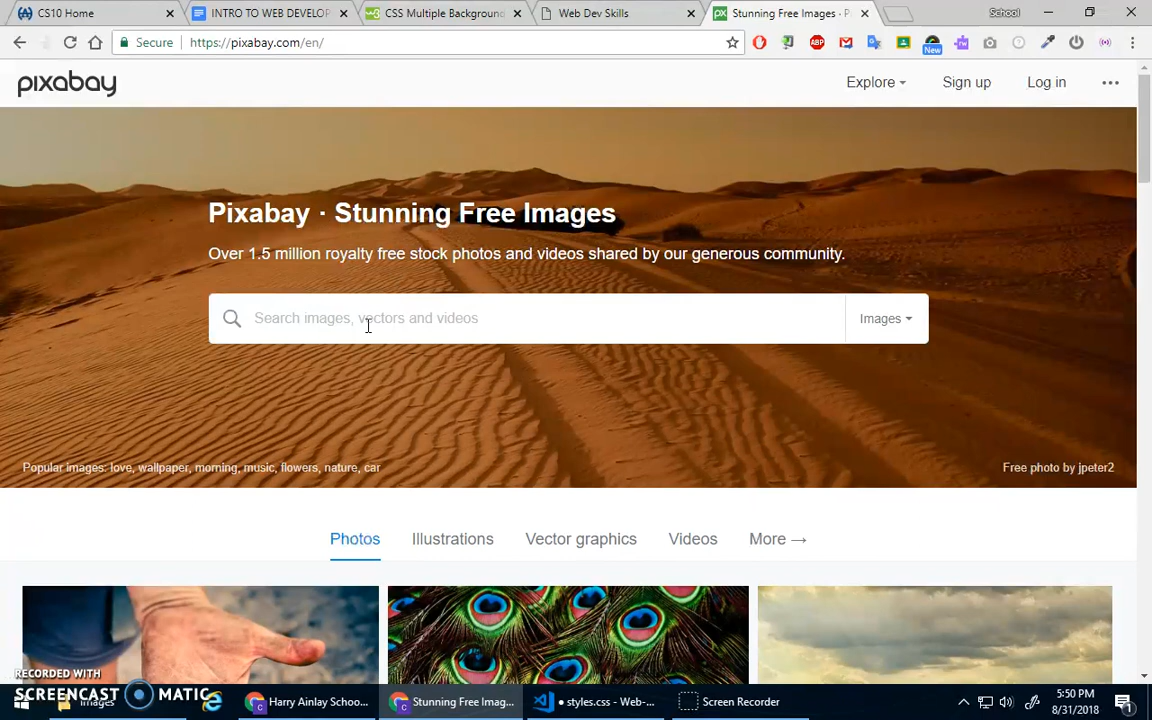 CS10 Home
INTRO TO WEB DEVELOP
CSS Multiple Background
Web Dev Skills
Stunning Free Images · P
School
Secure
https://pixabay.com/en/
ABP
New
pixabay
Explore
Sign up
Log in
Pixabay · Stunning Free Images
Over 1.5 million royalty free stock photos and videos shared by our generous community.
Search images, vectors and videos
Images
Popular images: love, wallpaper, morning, music, flowers, nature, car
Free photo by jpeter2
Photos
Illustrations
Vector graphics
Videos
More →
RECORDED WITH
SCREENCAST MATIC
Images
Harry Ainlay Schoo...
Stunning Free Imag...
● styles.css - Web-...
Screen Recorder
5:50 PM
8/31/2018
1